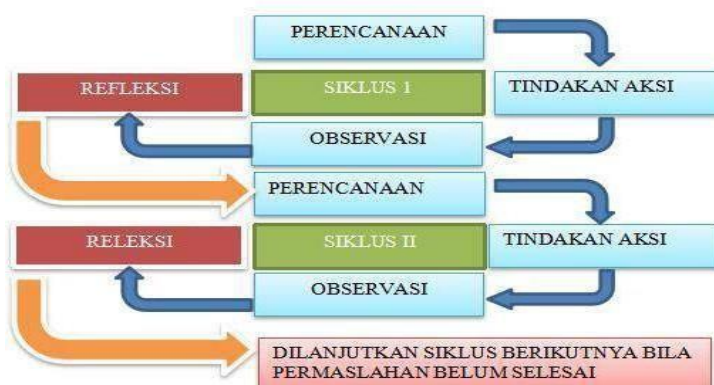 PERENCANAAN
REFLEKSI
SIKLUS 1
TINDAKAN AKSI
OBSERVASI
PERENCANAAN
RELEKSI
SIKLUS II
TINDAKAN AKSI
OBSERVASI
DILANJUTKAN SIKLUS BERIKUTNYA BILA
PERMASLAHAN BELUM SELESAI